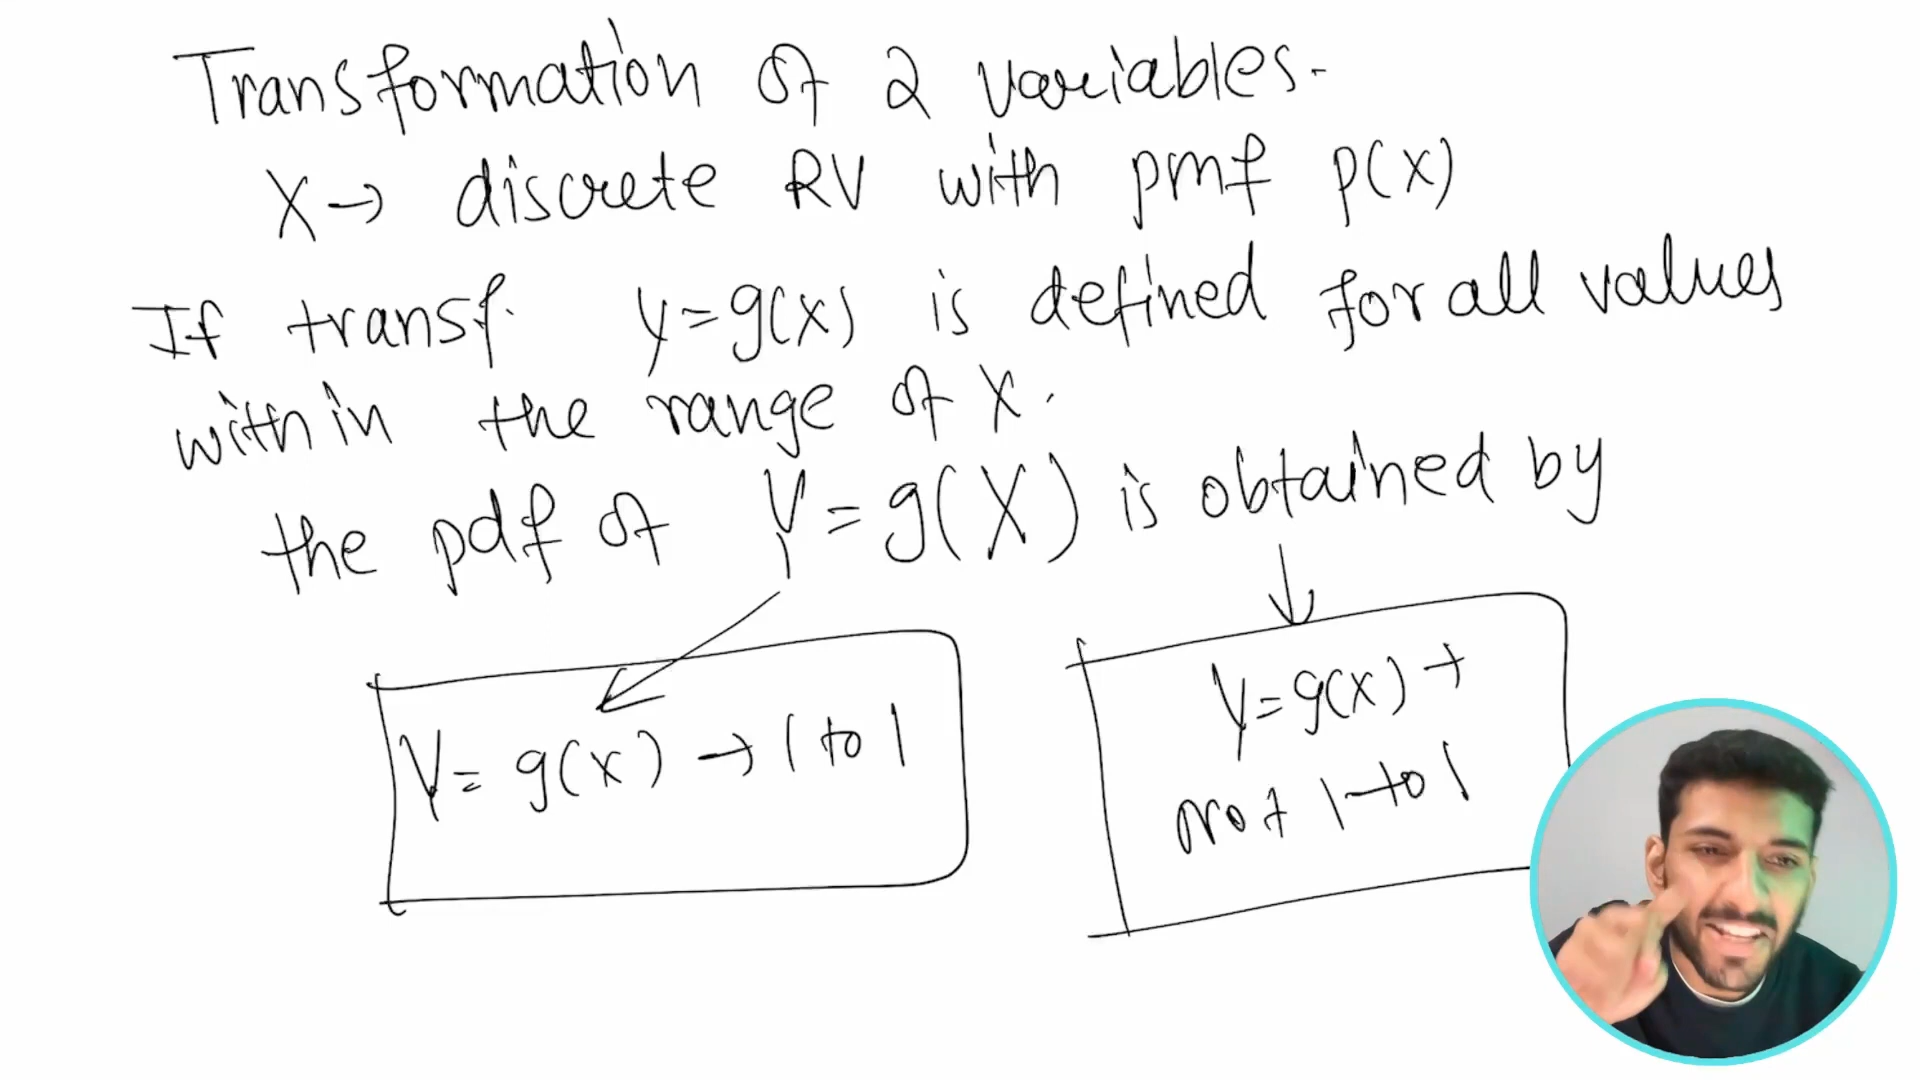 Transformation of 2 variables.
X → discrete RV with pmf p(x)
If transf. y=g(x) is defined for all values
within the range of X.
the pdf of Y = g(X) is obtained by
Y = g(x) → 1 to 1
Y = g(x) →
not 1-to 1